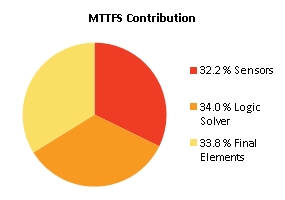 MTTFS Contribution
32.2 % Sensors
34.0 % Logic
Solver
33.8 % Final
Elements